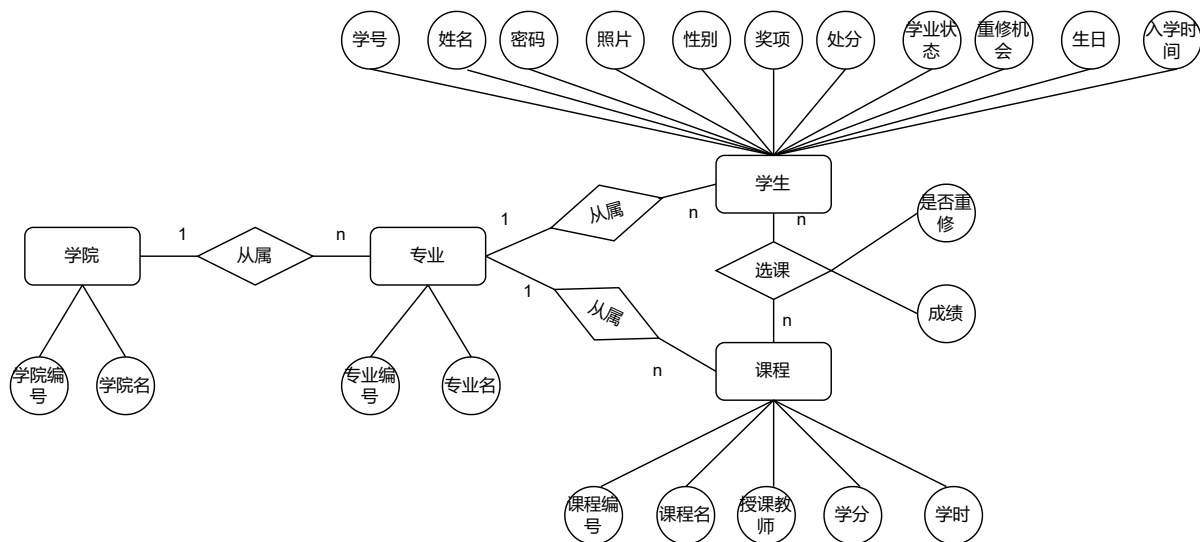 学号
姓名
密码
照片
性别
奖项
处分
学业状
态
重修机
会
生日
入学时
间
学生
n
n
从属
1
是否重
修
选课
成绩
n
学院
1
从属
n
专业
1
从属
n
课程
学院编
号
学院名
专业编
号
专业名
课程编
号
课程名
授课教
师
学分
学时